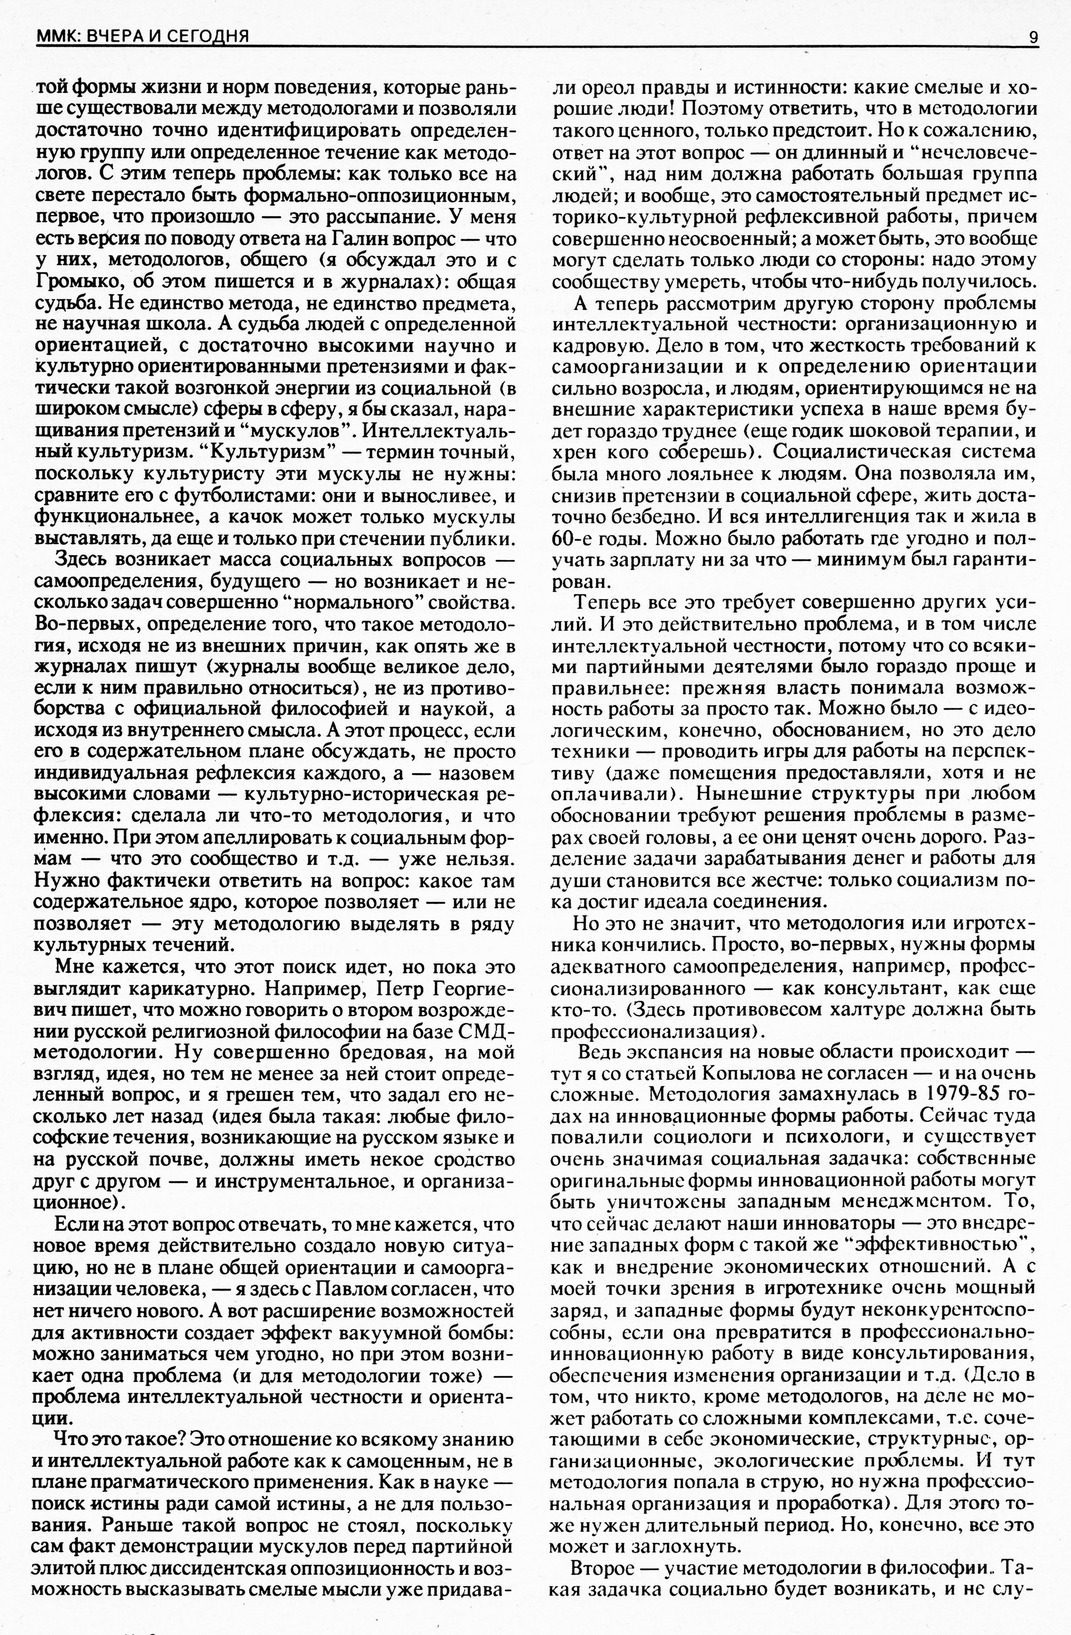 ММК: ВЧЕРА И СЕГОДНЯ
9
той формы жизни и норм поведения, которые рань-
ше существовали между методологами и позволяли
достаточно точно идентифицировать определен-
ную группу или определенное течение как методо-
логов. С этим теперь проблемы: как только все на
свете перестало быть формально-оппозиционным,
первое, что произошло — это рассыпание. У меня
есть версия по поводу ответа на Галин вопрос — что
у них, методологов, общего (я обсуждал это и с
Громыко, об этом пишется и в журналах): общая
судьба. Не единство метода, не единство предмета,
не научная школа. А судьба людей с определенной
ориентацией, с достаточно высокими научно и
культурно ориентированными претензиями и фак-
тически такой возгонкой энергии из социальной (в
широком смысле) сферы в сферу, я бы сказал, нара-
щивания претензий и “мускулов”. Интеллектуаль-
ный культуризм. “Культуризм” — термин точный,
поскольку культуристу эти мускулы не нужны:
сравните его с футболистами: они и выносливее, и
функциональнее, а качок может только мускулы
выставлять, да еще и только при стечении публики.
Здесь возникает масса социальных вопросов —
самоопределения, будущего — но возникает и не-
сколько задач совершенно “нормального” свойства.
Во-первых, определение того, что такое методоло-
гия, исходя не из внешних причин, как опять же в
журналах пишут (журналы вообще великое дело,
если к ним правильно относиться), не из противо-
борства с официальной философией и наукой, а
исходя из внутреннего смысла. А этот процесс, если
его в содержательном плане обсуждать, не просто
индивидуальная рефлексия каждого, а — назовем
высокими словами — культурно-историческая ре-
флексия: сделала ли что-то методология, и что
именно. При этом апеллировать к социальным фор-
мам — что это сообщество и т.д. — уже нельзя.
Нужно фактичеки ответить на вопрос: какое там
содержательное ядро, которое позволяет — или не
позволяет — эту методологию выделять в ряду
культурных течений.
Мне кажется, что этот поиск идет, но пока это
выглядит карикатурно. Например, Петр Георгие-
вич пишет, что можно говорить о втором возрожде-
нии русской религиозной философии на базе СМД-
методологии. Ну совершенно бредовая, на мой
взгляд, идея, но тем не менее за ней стоит опреде-
ленный вопрос, и я грешен тем, что задал его не-
сколько лет назад (идея была такая: любые фило-
софские течения, возникающие на русском языке и
на русской почве, должны иметь некое сродство
друг с другом — и инструментальное, и организа-
ционное).
Если на этот вопрос отвечать, то мне кажется, что
новое время действительно создало новую ситуа-
цию, но не в плане общей ориентации и самоорга-
низации человека, — я здесь с Павлом согласен, что
нет ничего нового. А вот расширение возможностей
для активности создает эффект вакуумной бомбы:
можно заниматься чем угодно, но при этом возни-
кает одна проблема (и для методологии тоже) —
проблема интеллектуальной честности и ориента-
ции.
Что это такое? Это отношение ко всякому знанию
и интеллектуальной работе как к самоценным, не в
плане прагматического применения. Как в науке —
поиск истины ради самой истины, а не для пользо-
вания. Раньше такой вопрос не стоял, поскольку
сам факт демонстрации мускулов перед партийной
элитой плюс диссидентская оппозиционность и воз-
можность высказывать смелые мысли уже придава-
ли ореол правды и истинности: какие смелые и хо-
рошие люди! Поэтому ответить, что в методологии
такого ценного, только предстоит. Но к сожалению,
ответ на этот вопрос — он длинный и “нечеловече-
ский”, над ним должна работать большая группа
людей; и вообще, это самостоятельный предмет ис-
торико-культурной рефлексивной работы, причем
совершенно неосвоенный; а может быть, это вообще
могут сделать только люди со стороны: надо этому
сообществу умереть, чтобы что-нибудь получилось.
А теперь рассмотрим другую сторону проблемы
интеллектуальной честности: организационную и
кадровую. Дело в том, что жесткость требований к
самоорганизации и к определению ориентации
сильно возросла, и людям, ориентирующимся не на
внешние характеристики успеха в наше время бу-
дет гораздо труднее (еще годик шоковой терапии, и
хрен кого соберешь). Социалистическая система
была много лояльнее к людям. Она позволяла им,
снизив претензии в социальной сфере, жить доста-
точно безбедно. И вся интеллигенция так и жила в
60-е годы. Можно было работать где угодно и пол-
учать зарплату ни за что — минимум был гаранти-
рован.
Теперь все это требует совершенно других уси-
лий. И это действительно проблема, и в том числе
интеллектуальной честности, потому что со всяки-
ми партийными деятелями было гораздо проще и
правильнее: прежняя власть понимала возмож-
ность работы за просто так. Можно было — с идео-
логическим, конечно, обоснованием, но это дело
техники — проводить игры для работы на перспек-
тиву (даже помещения предоставляли, хотя и не
оплачивали). Нынешние структуры при любом
обосновании требуют решения проблемы в разме-
рах своей головы, а ее они ценят очень дорого. Раз-
деление задачи зарабатывания денег и работы для
души становится все жестче: только социализм по-
ка достиг идеала соединения.
Но это не значит, что методология или игротех-
ника кончились. Просто, во-первых, нужны формы
адекватного самоопределения, например, профес-
сионализированного — как консультант, как еще
кто-то. (Здесь противовесом халтуре должна быть
профессионализация).
Ведь экспансия на новые области происходит —
тут я со статьей Копылова не согласен — и на очень
сложные. Методология замахнулась в 1979-85 го-
дах на инновационные формы работы. Сейчас туда
повалили социологи и психологи, и существует
очень значимая социальная задачка: собственные
оригинальные формы инновационной работы могут
быть уничтожены западным менеджментом. То,
что сейчас делают наши инноваторы — это внедре-
ние западных форм с такой же “эффективностью”,
как и внедрение экономических отношений. А с
моей точки зрения в игротехнике очень мощный
заряд, и западные формы будут неконкурентоспо-
собны, если она превратится в профессионально-
инновационную работу в виде консультирования,
обеспечения изменения организации и т.д. (Дело в
том, что никто, кроме методологов, на деле не мо-
жет работать со сложными комплексами, т.е. соче-
тающими в себе экономические, структурные, ор-
ганизационные, экологические проблемы. И тут
методология попала в струю, но нужна профессио-
нальная организация и проработка). Для этого то-
же нужен длительный период. Но, конечно, все это
может и заглохнуть.
Второе — участие методологии в философии.. Та-
кая задачка социально будет возникать, и не слу-